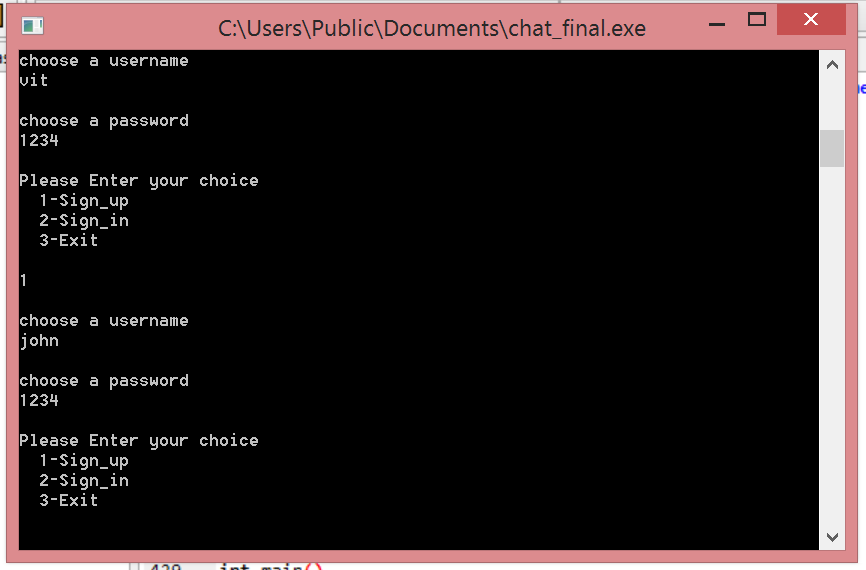 C:\Users\Public\Documents\chat_final.exe
choose a username
vit
choose a password
1234
Please Enter your choice
1-Sign_up
2-Sign_in
3-Exit
1
choose a username
john
choose a password
1234
Please Enter your choice
1-Sign_up
2-Sign_in
3-Exit
int main()